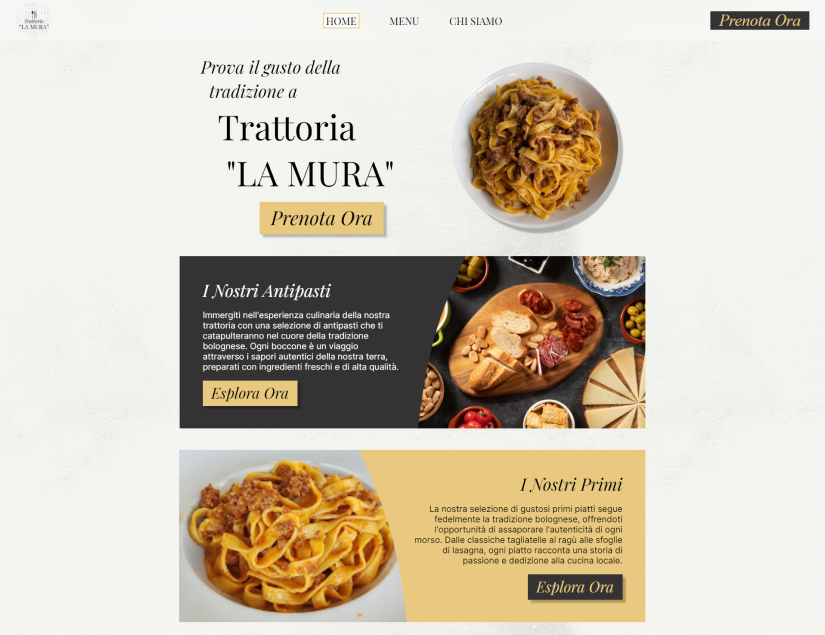 Trattoria
"LA MURA"
HOME
MENU
CHI SIAMO
Prenota Ora
Prova il gusto della
tradizione a
Trattoria
"LA MURA"
Prenota Ora
I Nostri Antipasti
Immergiti nell'esperienza culinaria della nostra
trattoria con una selezione di antipasti che ti
catapulteranno nel cuore della tradizione
bolognese. Ogni boccone è un viaggio
attraverso i sapori autentici della nostra terra,
preparati con ingredienti freschi e di alta qualità.
Esplora Ora
I Nostri Primi
La nostra selezione di gustosi primi piatti segue
fedelmente la tradizione bolognese, offrendoti
l'opportunità di assaporare l'autenticità di ogni
morso. Dalle classiche tagliatelle al ragù alle sfoglie
di lasagna, ogni piatto racconta una storia di
passione e dedizione alla cucina locale.
Esplora Ora